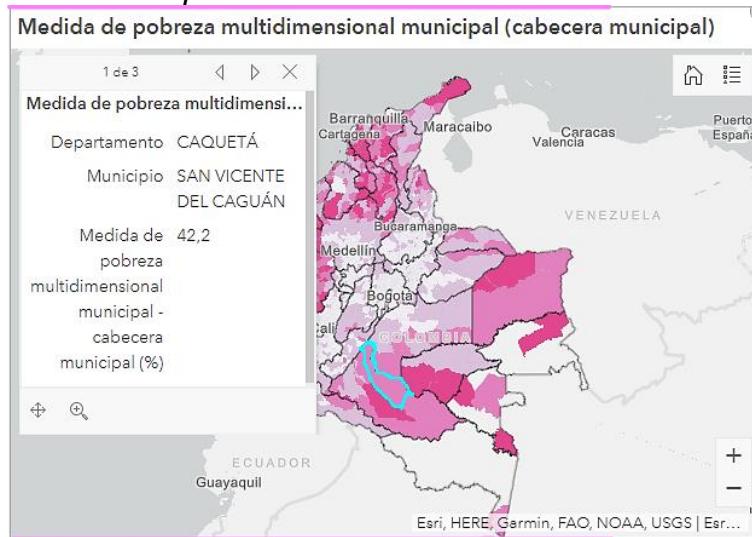 Medida de pobreza multidimensional municipal (cabecera municipal)
1 de 3
Medida de pobreza multidimensi...
Departamento CAQUETÁ
Municipio SAN VICENTE
DEL CAGUÁN
Medida de 42,2
pobreza
multidimensional
municipal -
cabecera
municipal (%)
Barranquilla
Cartagena
Maracaibo
Caracas
Valencia
Puerto
Españ
VENEZUELA
Bucaramanga
Medellín
Bogotá
ali
COLOMBIA
ECUADOR
Guayaquil
+
−
Esri, HERE, Garmin, FAO, NOAA, USGS | Esr...